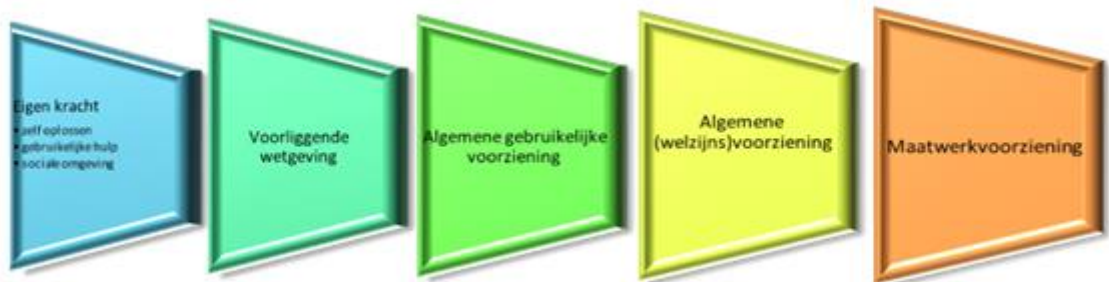 Eigen kracht
• zelf oplossen
• gebruikelijke hulp
• sociale omgeving
Voorliggende
wetgeving
Algemene gebruikelijke
voorziening
Algemene
(welzijns)voorziening
Maatwerkvoorziening